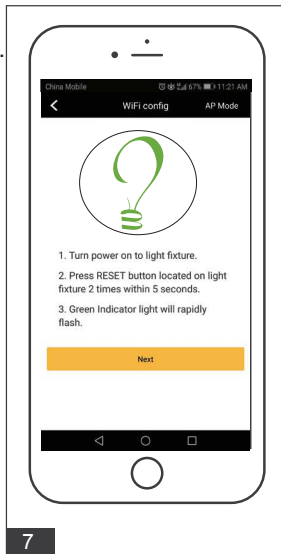 China Mobile 67% 11:21 AM
WiFi config AP Mode
1. Turn power on to light fixture.
2. Press RESET button located on light
fixture 2 times within 5 seconds.
3. Green Indicator light will rapidly
flash.
Next
7